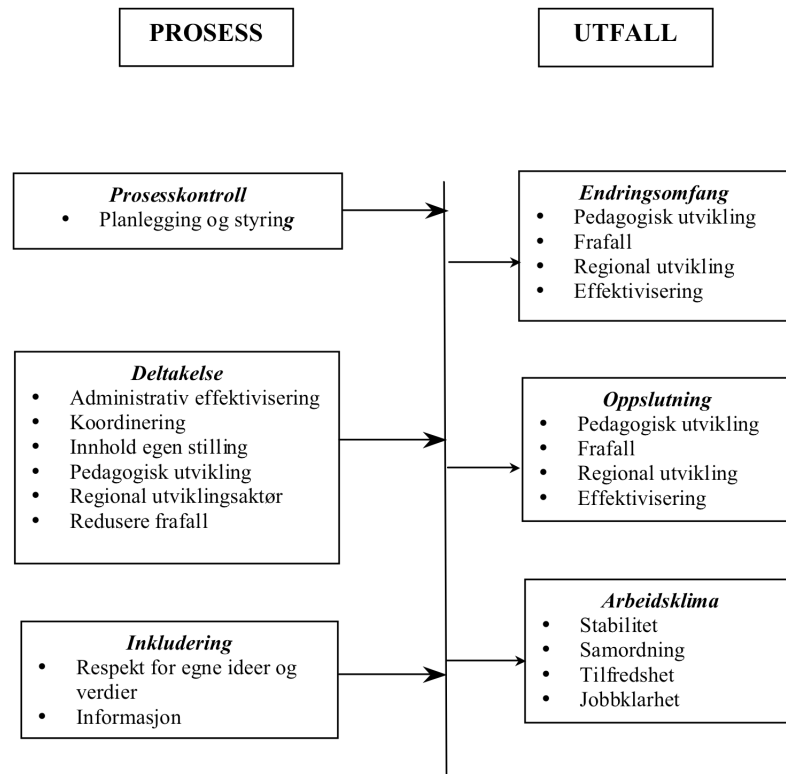 PROSESS
UTFALL
Prosesskontroll
• Planlegging og styring
Deltakelse
• Administrativ effektivisering
• Koordinering
• Innhold egen stilling
• Pedagogisk utvikling
• Regional utviklingsaktør
• Redusere frafall
Inkludering
• Respekt for egne ideer og
verdier
• Informasjon
Endringsomfang
• Pedagogisk utvikling
• Frafall
• Regional utvikling
• Effektivisering
Oppslutning
• Pedagogisk utvikling
• Frafall
• Regional utvikling
• Effektivisering
Arbeidsklima
• Stabilitet
• Samordning
• Tilfredshet
• Jobbklarhet